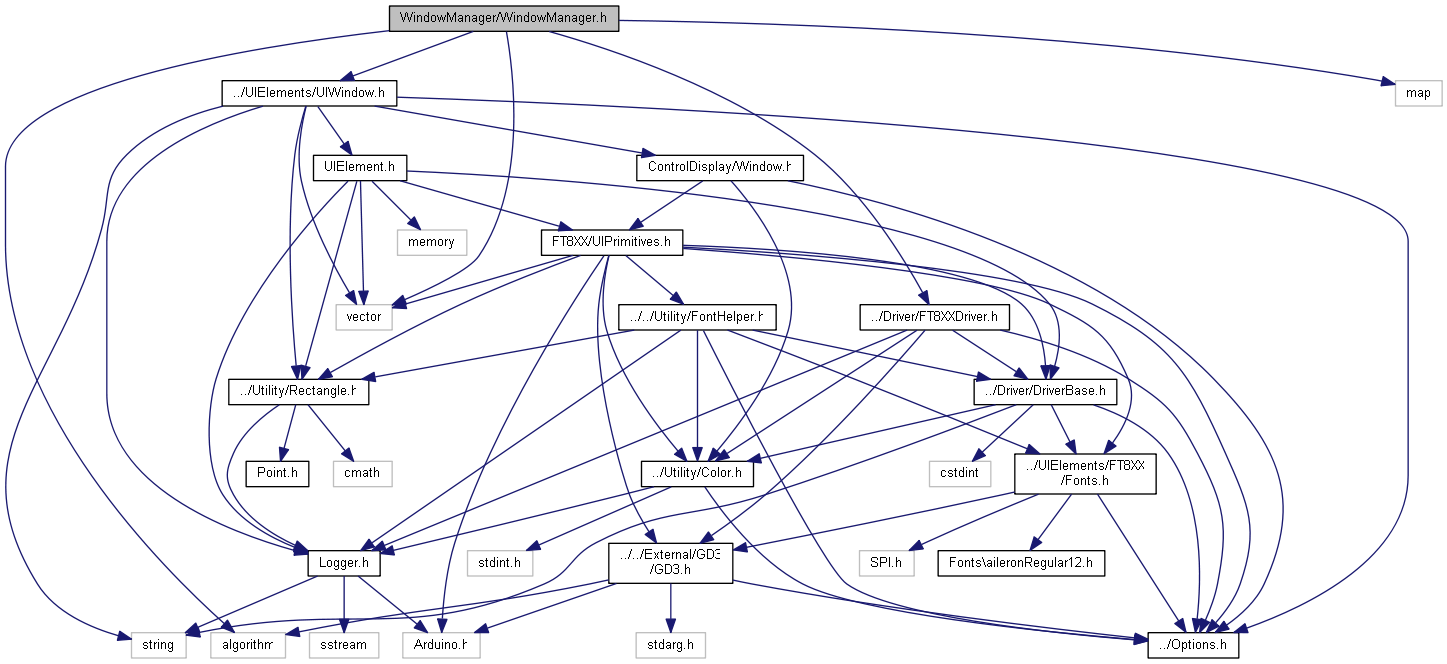 WindowManager/WindowManager.h
../UIElements/UIWindow.h
map
UIElement.h
ControlDisplay/Window.h
memory
FT8XX/UIPrimitives.h
vector
../../Utility/FontHelper.h
../Driver/FT8XXDriver.h
../Utility/Rectangle.h
../Driver/DriverBase.h
Point.h
cmath
../Utility/Color.h
cstdint
../UIElements/FT8XX
/Fonts.h
Logger.h
stdint.h
../../External/GD3
/GD3.h
SPI.h
Fonts\aileronRegular12.h
string
algorithm
sstream
Arduino.h
stdarg.h
../Options.h